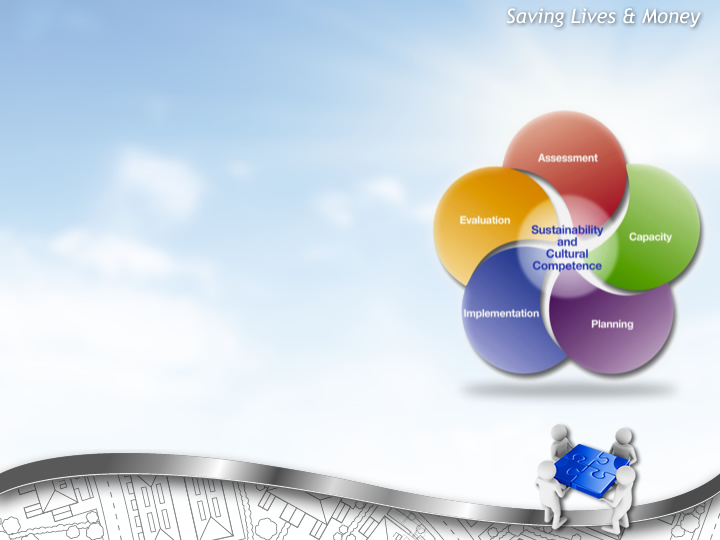 Saving Lives & Money
Assessment
Evaluation
Capacity
Sustainability
and
Cultural
Competence
Implementation
Planning